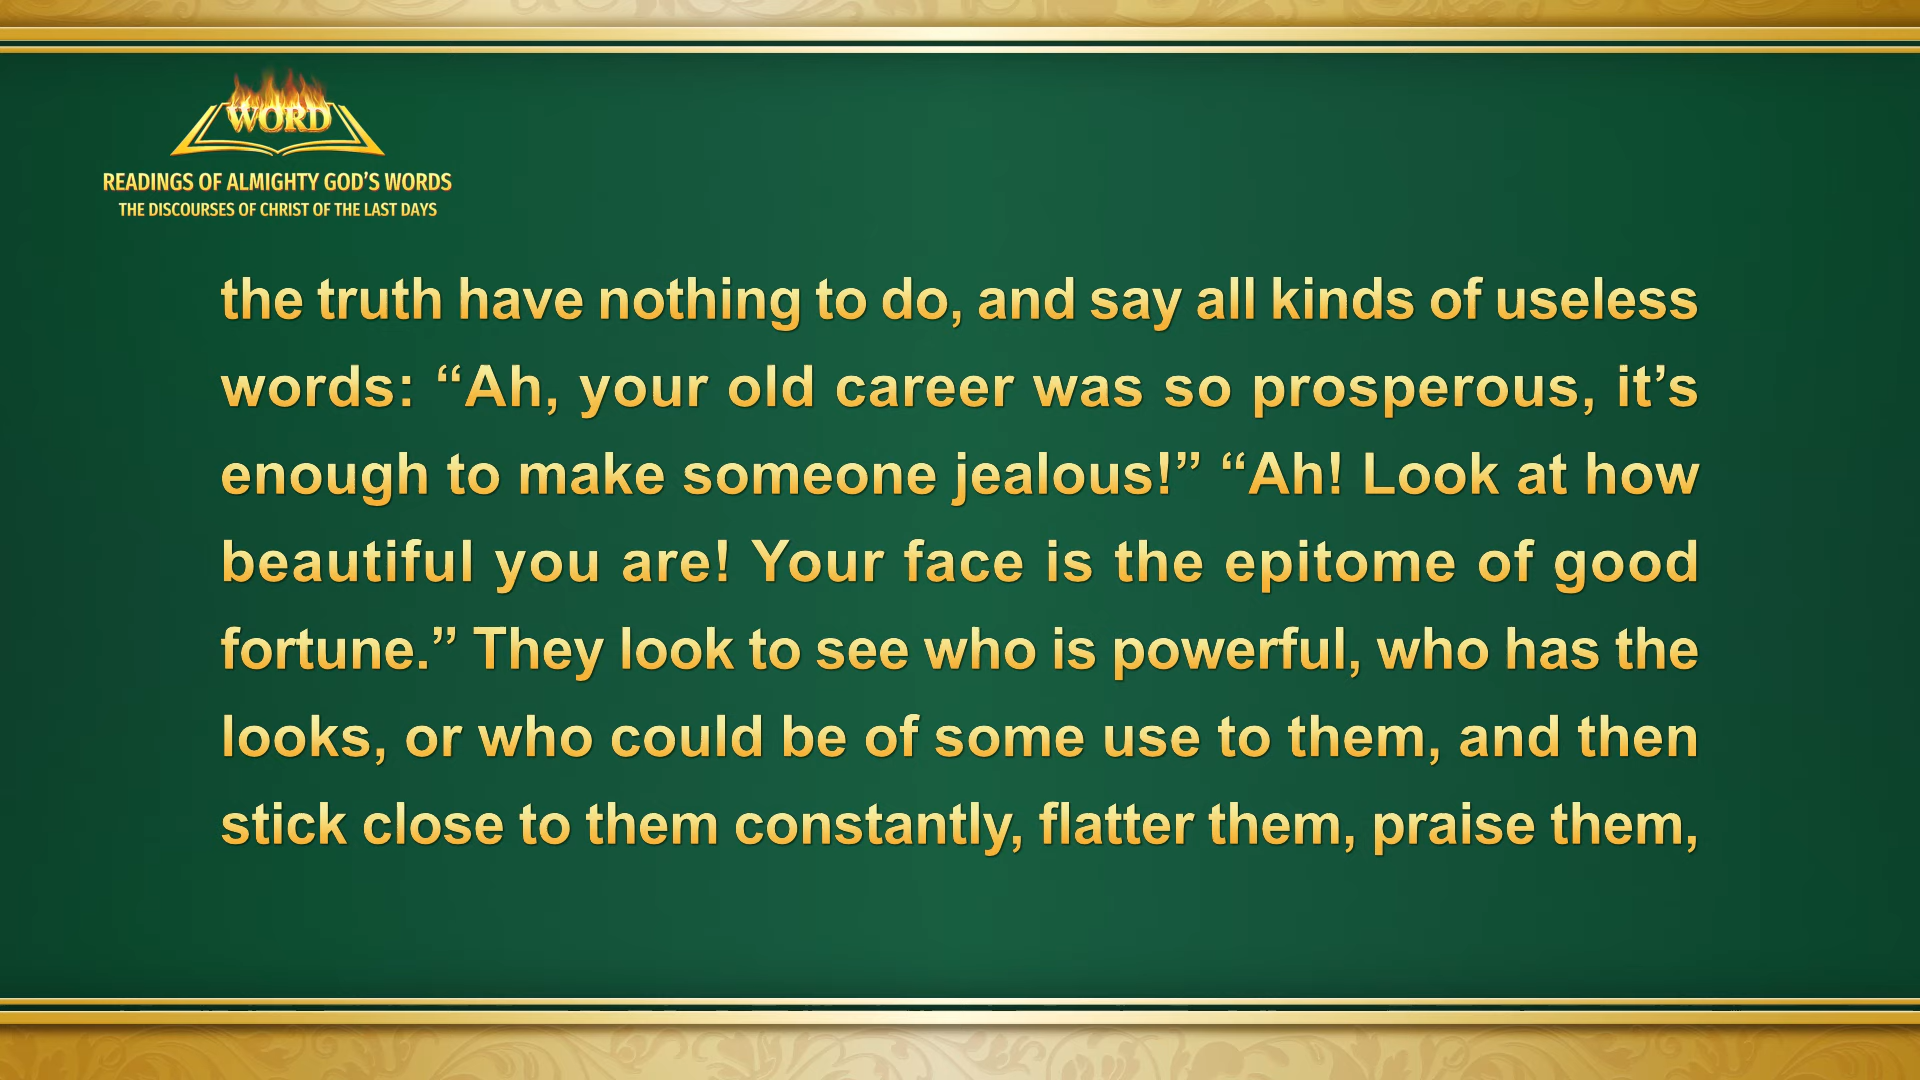 WORD
READINGS OF ALMIGHTY GOD'S WORDS
THE DISCOURSES OF CHRIST OF THE LAST DAYS
the truth have nothing to do, and say all kinds of useless
words: “Ah, your old career was so prosperous, it’s
enough to make someone jealous!” “Ah! Look at how
beautiful you are! Your face is the epitome of good
fortune.” They look to see who is powerful, who has the
looks, or who could be of some use to them, and then
stick close to them constantly, flatter them, praise them,